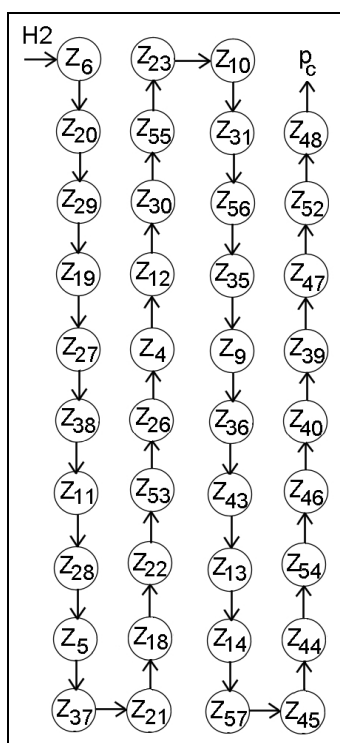 H2
Z6 Z23 Z10 pc
Z20 Z55 Z31 Z48
Z29 Z30 Z56 Z52
Z19 Z12 Z35 Z47
Z27 Z4 Z9 Z39
Z38 Z26 Z36 Z40
Z11 Z53 Z43 Z46
Z28 Z22 Z13 Z54
Z5 Z18 Z14 Z44
Z37 Z21 Z57 Z45